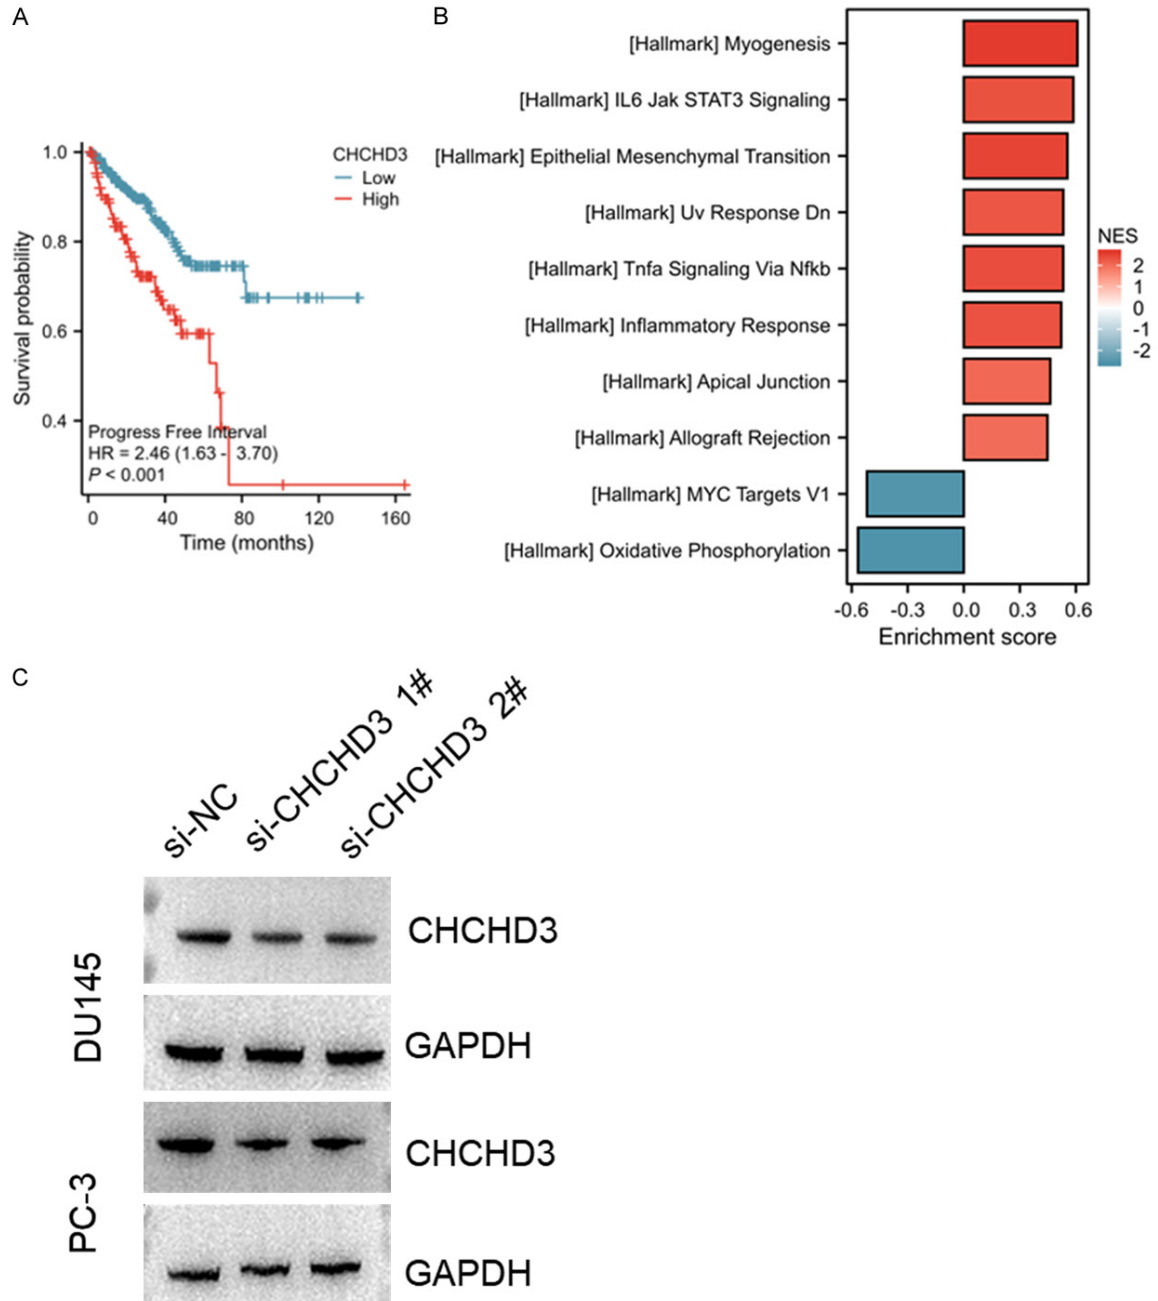 A
CHCHD3
Low
High
1.0
0.8
0.6
0.4
Survival probability
Progress Free Interval
HR = 2.46 (1.63 - 3.70)
P < 0.001
0 40 80 120 160
Time (months)
B
[Hallmark] Myogenesis
[Hallmark] IL6 Jak STAT3 Signaling
[Hallmark] Epithelial Mesenchymal Transition
[Hallmark] Uv Response Dn
[Hallmark] Tnfa Signaling Via Nfkb
[Hallmark] Inflammatory Response
[Hallmark] Apical Junction
[Hallmark] Allograft Rejection
[Hallmark] MYC Targets V1
[Hallmark] Oxidative Phosphorylation
-0.6 -0.3 0.0 0.3 0.6
Enrichment score
NES
2
1
0
-1
-2
C
si-NC
si-CHCHD3 1#
si-CHCHD3 2#
DU145
CHCHD3
GAPDH
PC-3
CHCHD3
GAPDH